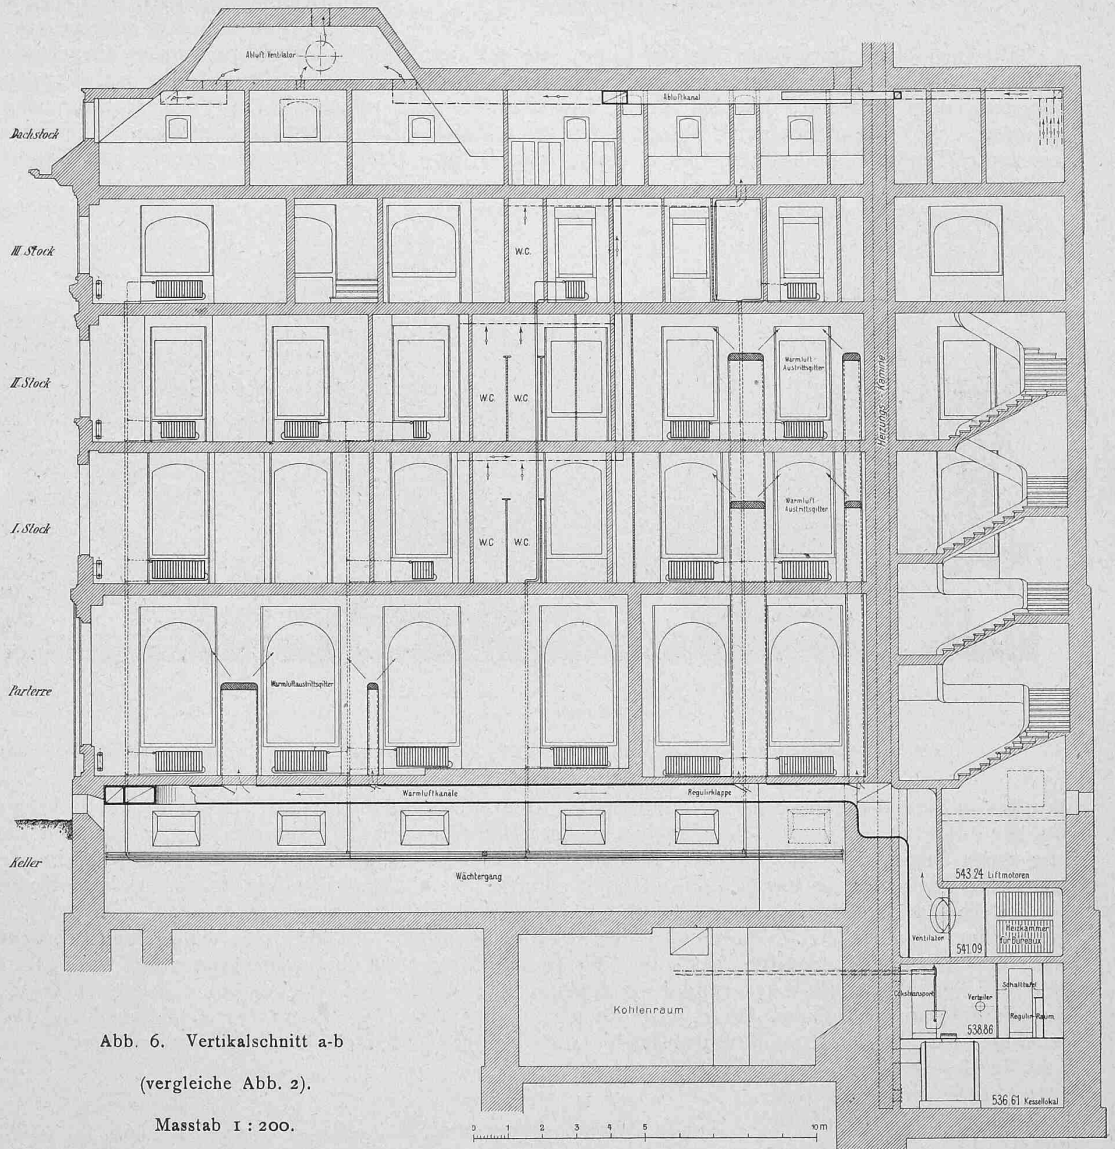 Abluft Ventilator
Dachstock
Abluftkanal
III. Stock
W.C.
II. Stock
W.C. W.C.
Warmluft-
Austrittsgitter
Heizungs Kamine
I. Stock
W.C. W.C.
Warmluft-
Austrittsgitter
Parterre
Warmluftaustrittsgitter
Warmluftkanäle
Regulirklappe
Keller
Wächtergang
543.24 Liftmotoren
Ventilator
541.09
Heizkammer
für Bureaux
Kohlenraum
Cokstransport
Verteiler
538.86
Schalttafel
Regulir-Raum
536.61 Kessellokal
Abb. 6. Vertikalschnitt a-b
(vergleiche Abb. 2).
Masstab 1 : 200.
0 1 2 3 4 5 10 m